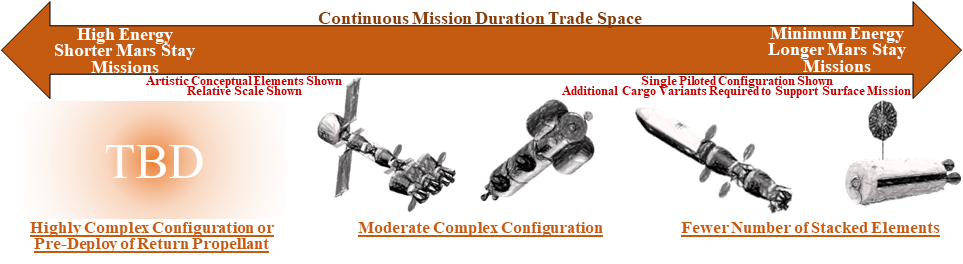 Continuous Mission Duration Trade Space
High Energy
Shorter Mars Stay
Missions
Minimum Energy
Longer Mars Stay
Missions
Artistic Conceptual Elements Shown
Relative Scale Shown
Single Piloted Configuration Shown
Additional Cargo Variants Required to Support Surface Mission
TBD
Highly Complex Configuration or
Pre-Deploy of Return Propellant
Moderate Complex Configuration
Fewer Number of Stacked Elements